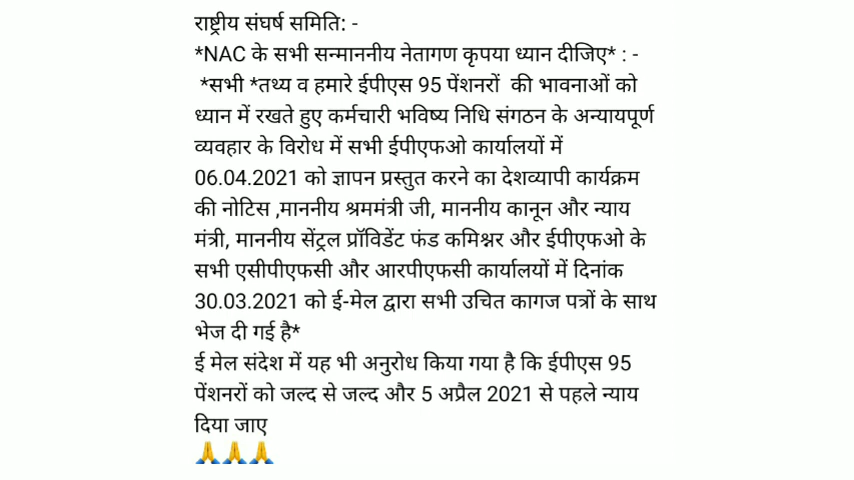 राष्ट्रीय संघर्ष समिति: -
*NAC के सभी सन्माननीय नेतागण कृपया ध्यान दीजिए* : -
*सभी *तथ्य व हमारे ईपीएस 95 पेंशनरों की भावनाओं को
ध्यान में रखते हुए कर्मचारी भविष्य निधि संगठन के अन्यायपूर्ण
व्यवहार के विरोध में सभी ईपीएफओ कार्यालयों में
06.04.2021 को ज्ञापन प्रस्तुत करने का देशव्यापी कार्यक्रम
की नोटिस ,माननीय श्रममंत्री जी, माननीय कानून और न्याय
मंत्री, माननीय सेंट्रल प्रॉविडेंट फंड कमिश्नर और ईपीएफओ के
सभी एसीपीएफसी और आरपीएफसी कार्यालयों में दिनांक
30.03.2021 को ई-मेल द्वारा सभी उचित कागज पत्रों के साथ
भेज दी गई है*
ई मेल संदेश में यह भी अनुरोध किया गया है कि ईपीएस 95
पेंशनरों को जल्द से जल्द और 5 अप्रैल 2021 से पहले न्याय
दिया जाए
🙏🙏🙏